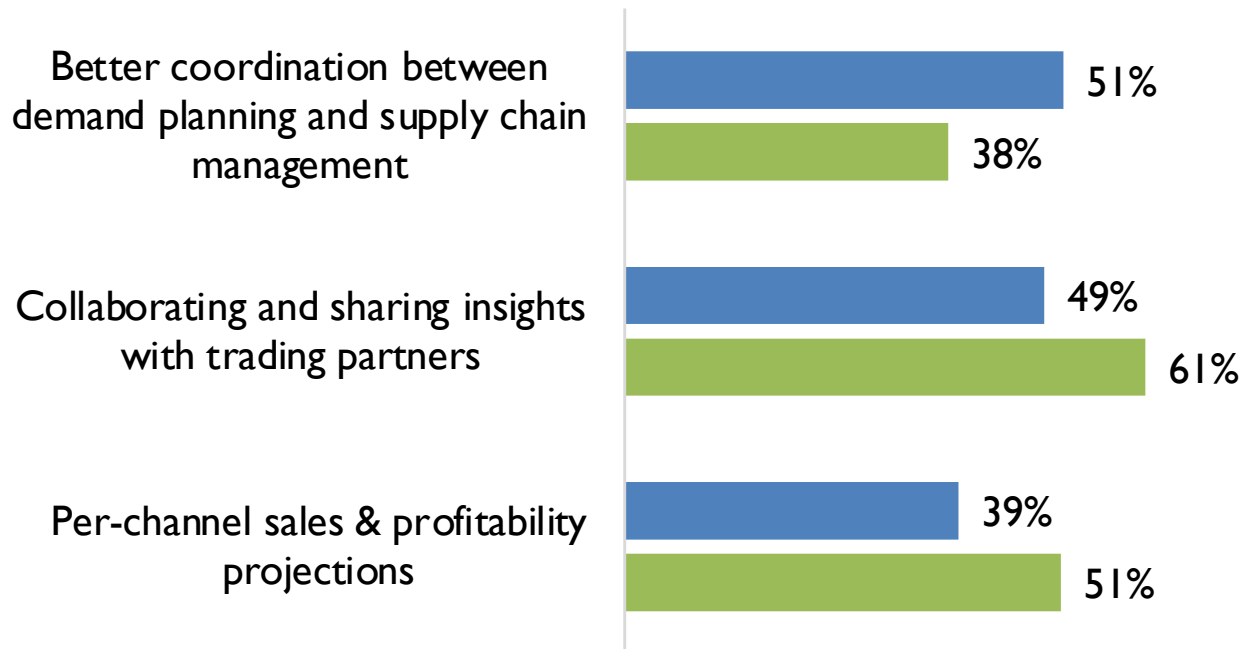 Better coordination between
demand planning and supply chain
management
51%
38%
Collaborating and sharing insights
with trading partners
49%
61%
Per-channel sales & profitability
projections
39%
51%